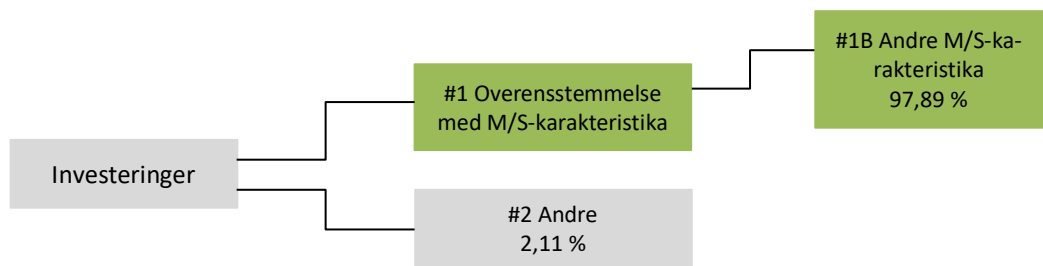 Investeringer
#1 Overensstemmelse
med M/S-karakteristika
#1B Andre M/S-ka-
rakteristika
97,89 %
#2 Andre
2,11 %